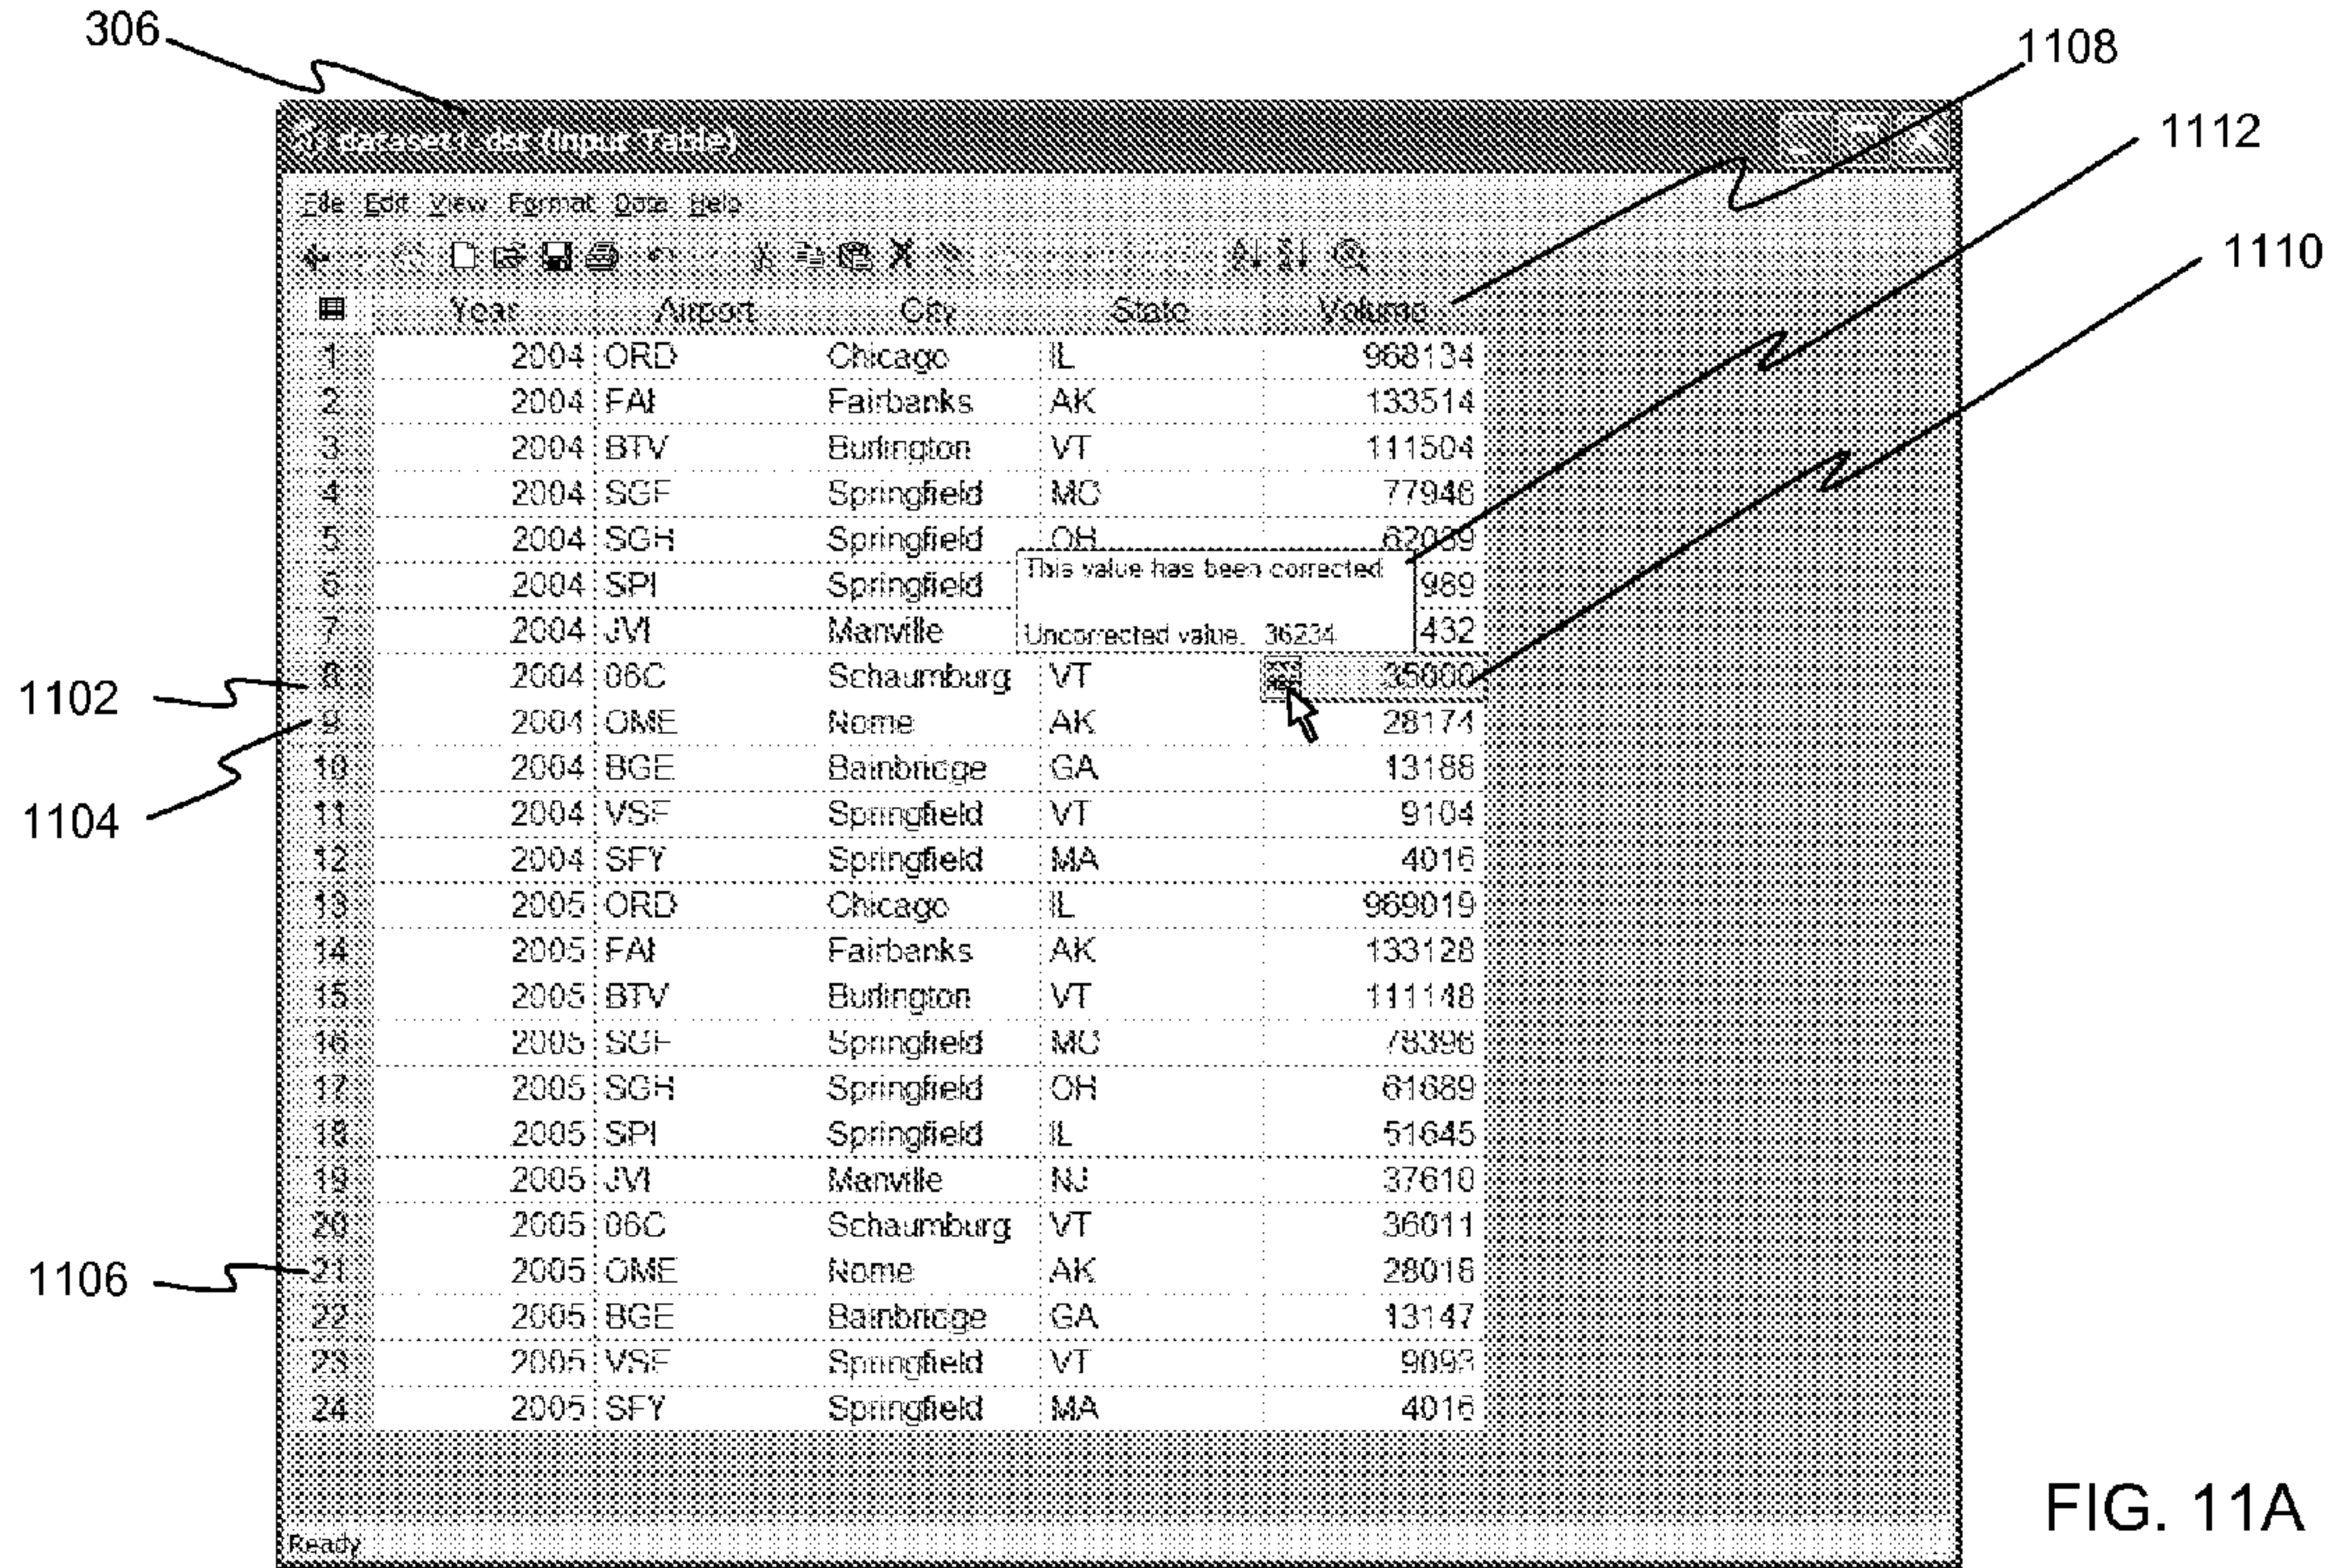 306
1108
dataset1.dst (Input Table)
1112
File Edit View Format Data Help
1110
Year Airport City State Volume
1 2004 ORD Chicago IL 968134
2 2004 FAI Fairbanks AK 133514
3 2004 BTV Burlington VT 111504
4 2004 SGF Springfield MO 77946
5 2004 SGH Springfield OH 62039
This value has been corrected
6 2004 SPI Springfield 989
7 2004 JVI Manville 432
Uncorrected value. 36234
1102
8 2004 06C Schaumburg VT 35000
9 2004 OME Nome AK 28174
10 2004 BGE Bainbridge GA 13188
1104
11 2004 VSF Springfield VT 9104
12 2004 SFY Springfield MA 4016
13 2005 ORD Chicago IL 969019
14 2005 FAI Fairbanks AK 133128
15 2005 BTV Burlington VT 111148
16 2005 SGF Springfield MO 78396
17 2005 SGH Springfield OH 61689
18 2005 SPI Springfield IL 51645
19 2005 JVI Manville NJ 37610
20 2005 06C Schaumburg VT 36011
1106
21 2005 OME Nome AK 28018
22 2005 BGE Bainbridge GA 13147
23 2005 VSF Springfield VT 9093
24 2005 SFY Springfield MA 4016
FIG. 11A
Ready